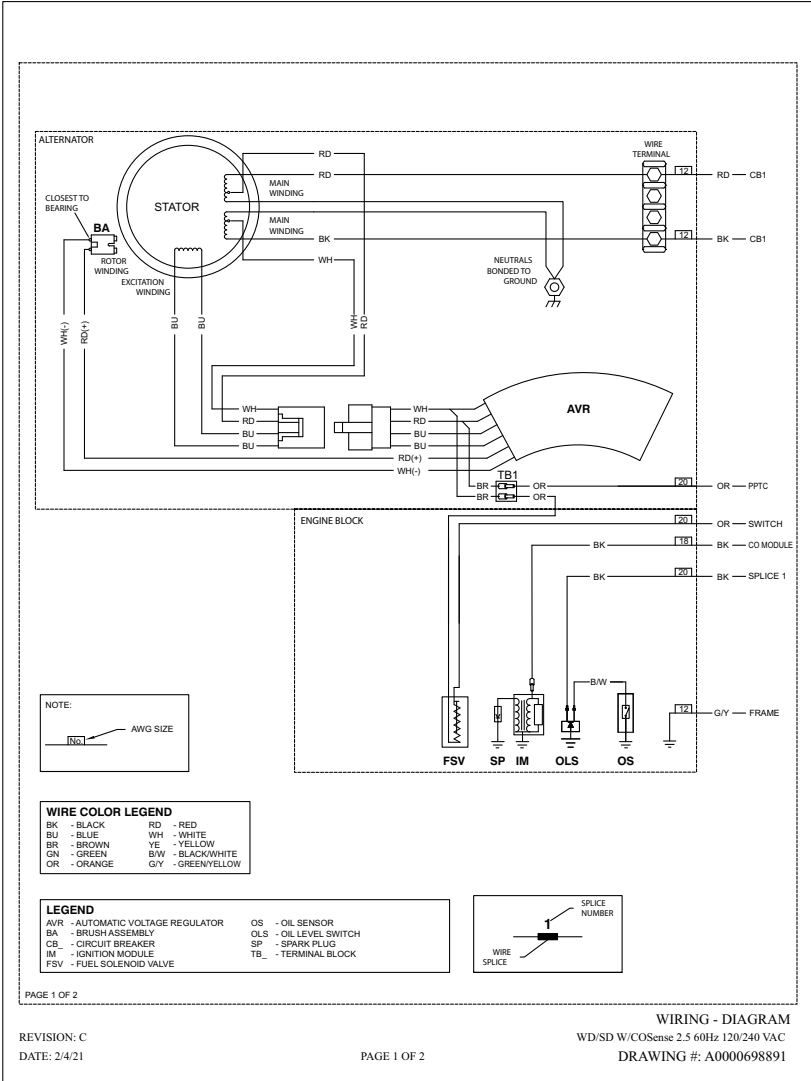 ALTERNATOR
WIRE
TERMINAL
RD
RD
12
RD
CB1
MAIN
WINDING
CLOSEST TO
BEARING
STATOR
MAIN
WINDING
BA
BK
12
BK
CB1
ROTOR
WINDING
WH
NEUTRALS
BONDED TO
GROUND
EXCITATION
WINDING
WH(-)
RD(+)
BU
BU
WH
RD
AVR
WH
WH
RD
RD
BU
BU
BU
BU
RD(+)
WH(-)
TB1
BR
OR
20
OR
PPTC
BR
OR
ENGINE BLOCK
20
OR
SWITCH
BK
18
BK
CO MODULE
BK
20
BK
SPLICE 1
B/W
NOTE:
AWG SIZE
No.
12
G/Y
FRAME
FSV
SP
IM
OLS
OS
WIRE COLOR LEGEND
BK - BLACK RD - RED
BU - BLUE WH - WHITE
BR - BROWN YE - YELLOW
GN - GREEN B/W - BLACK/WHITE
OR - ORANGE G/Y - GREEN/YELLOW
LEGEND
AVR - AUTOMATIC VOLTAGE REGULATOR OS - OIL SENSOR
BA - BRUSH ASSEMBLY OLS - OIL LEVEL SWITCH
CB_ - CIRCUIT BREAKER SP - SPARK PLUG
IM - IGNITION MODULE TB_ - TERMINAL BLOCK
FSV - FUEL SOLENOID VALVE
SPLICE
NUMBER
1
WIRE
SPLICE
PAGE 1 OF 2
WIRING - DIAGRAM
REVISION: C WD/SD W/COSense 2.5 60Hz 120/240 VAC
DATE: 2/4/21 PAGE 1 OF 2 DRAWING #: A0000698891